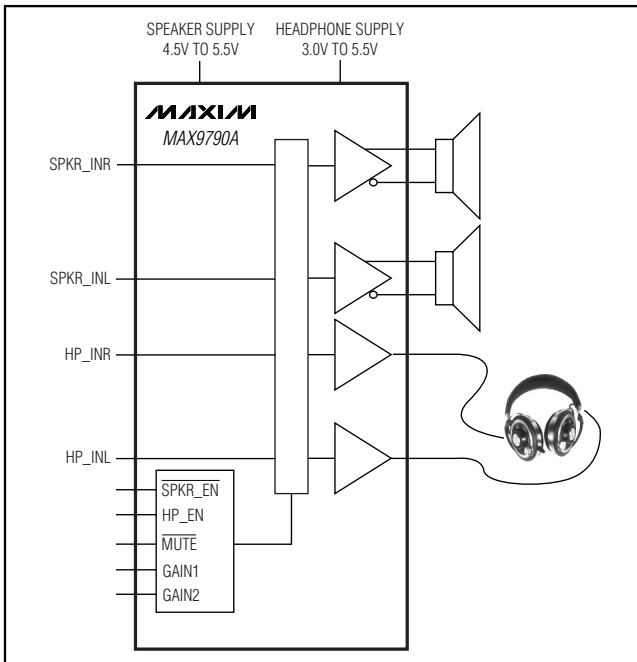 SPEAKER SUPPLY
4.5V TO 5.5V
HEADPHONE SUPPLY
3.0V TO 5.5V
MAXIM
MAX9790A
SPKR_INR
SPKR_INL
HP_INR
HP_INL
SPKR_EN
HP_EN
MUTE
GAIN1
GAIN2